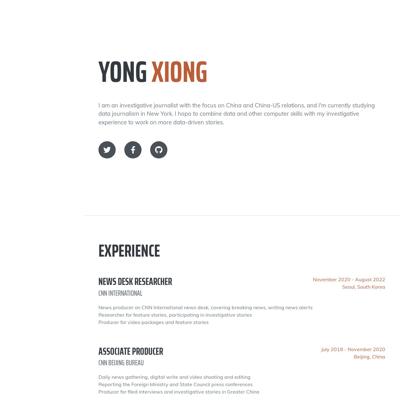 YONG XIONG
I am an investigative journalist with the focus on China and China-US relations, and I'm currently studying
data journalism in New York. I hope to combine data and other computer skills with my investigative
experience to work on more data-driven stories.
EXPERIENCE
NEWS DESK RESEARCHER
November 2020 - August 2022
CNN INTERNATIONAL
Seoul, South Korea
News producer on CNN International news desk, covering breaking news, writing news alerts
Researcher for feature stories, participating in investigative stories
Producer for video packages and feature stories
ASSOCIATE PRODUCER
July 2018 - November 2020
CNN BEIJING BUREAU
Beijing, China
Daily news gathering, digital write and video shooting and editing
Reporting the Foreign Ministry and State Council press conferences
Producer for filed interviews and investigative stories in Greater China